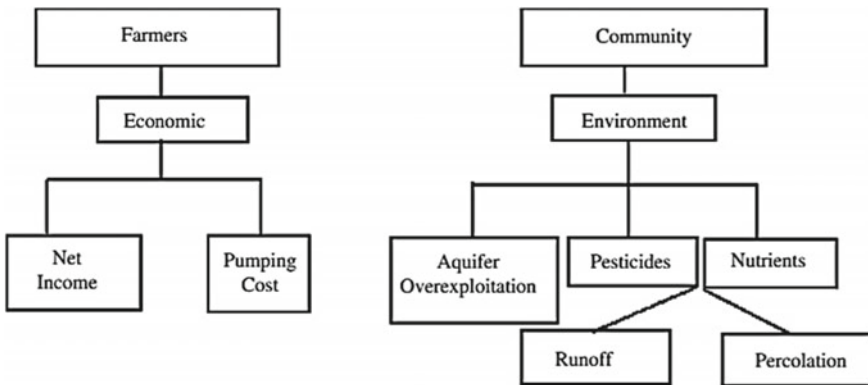 Farmers
Community
Economic
Environment
Net
Income
Pumping
Cost
Aquifer
Overexploitation
Pesticides
Nutrients
Runoff
Percolation